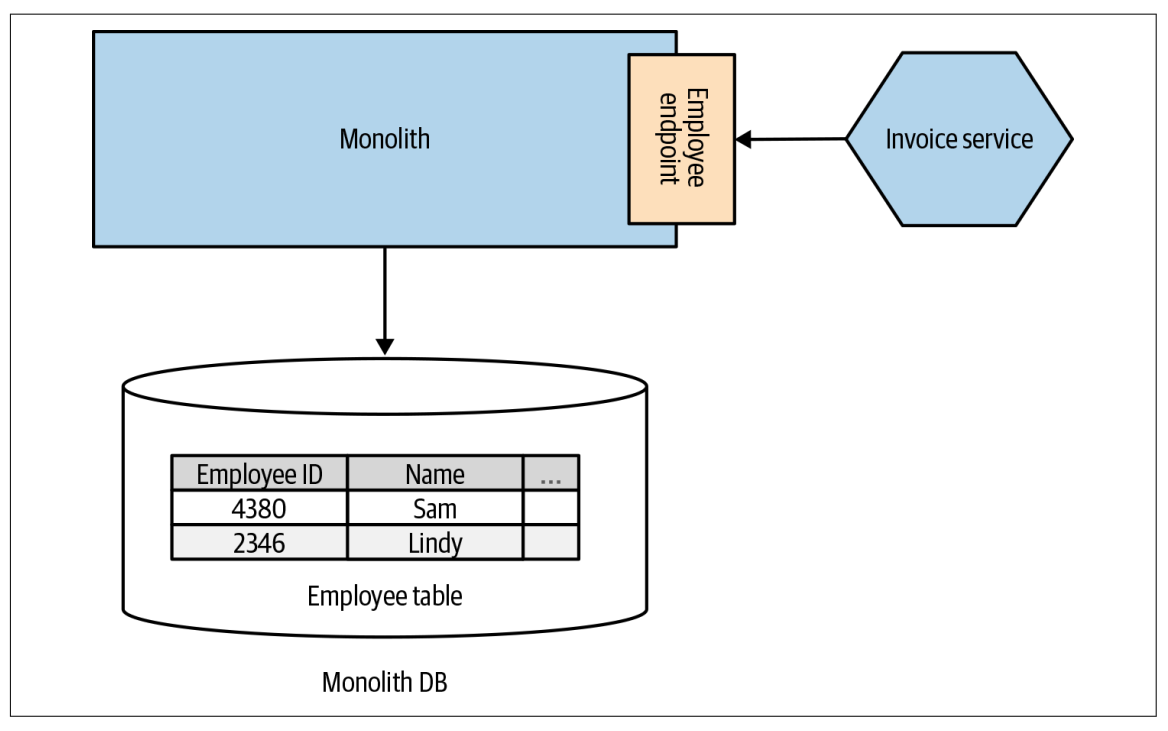 Monolith
Employee
endpoint
Invoice service
Employee ID Name ...
4380 Sam
2346 Lindy
Employee table
Monolith DB